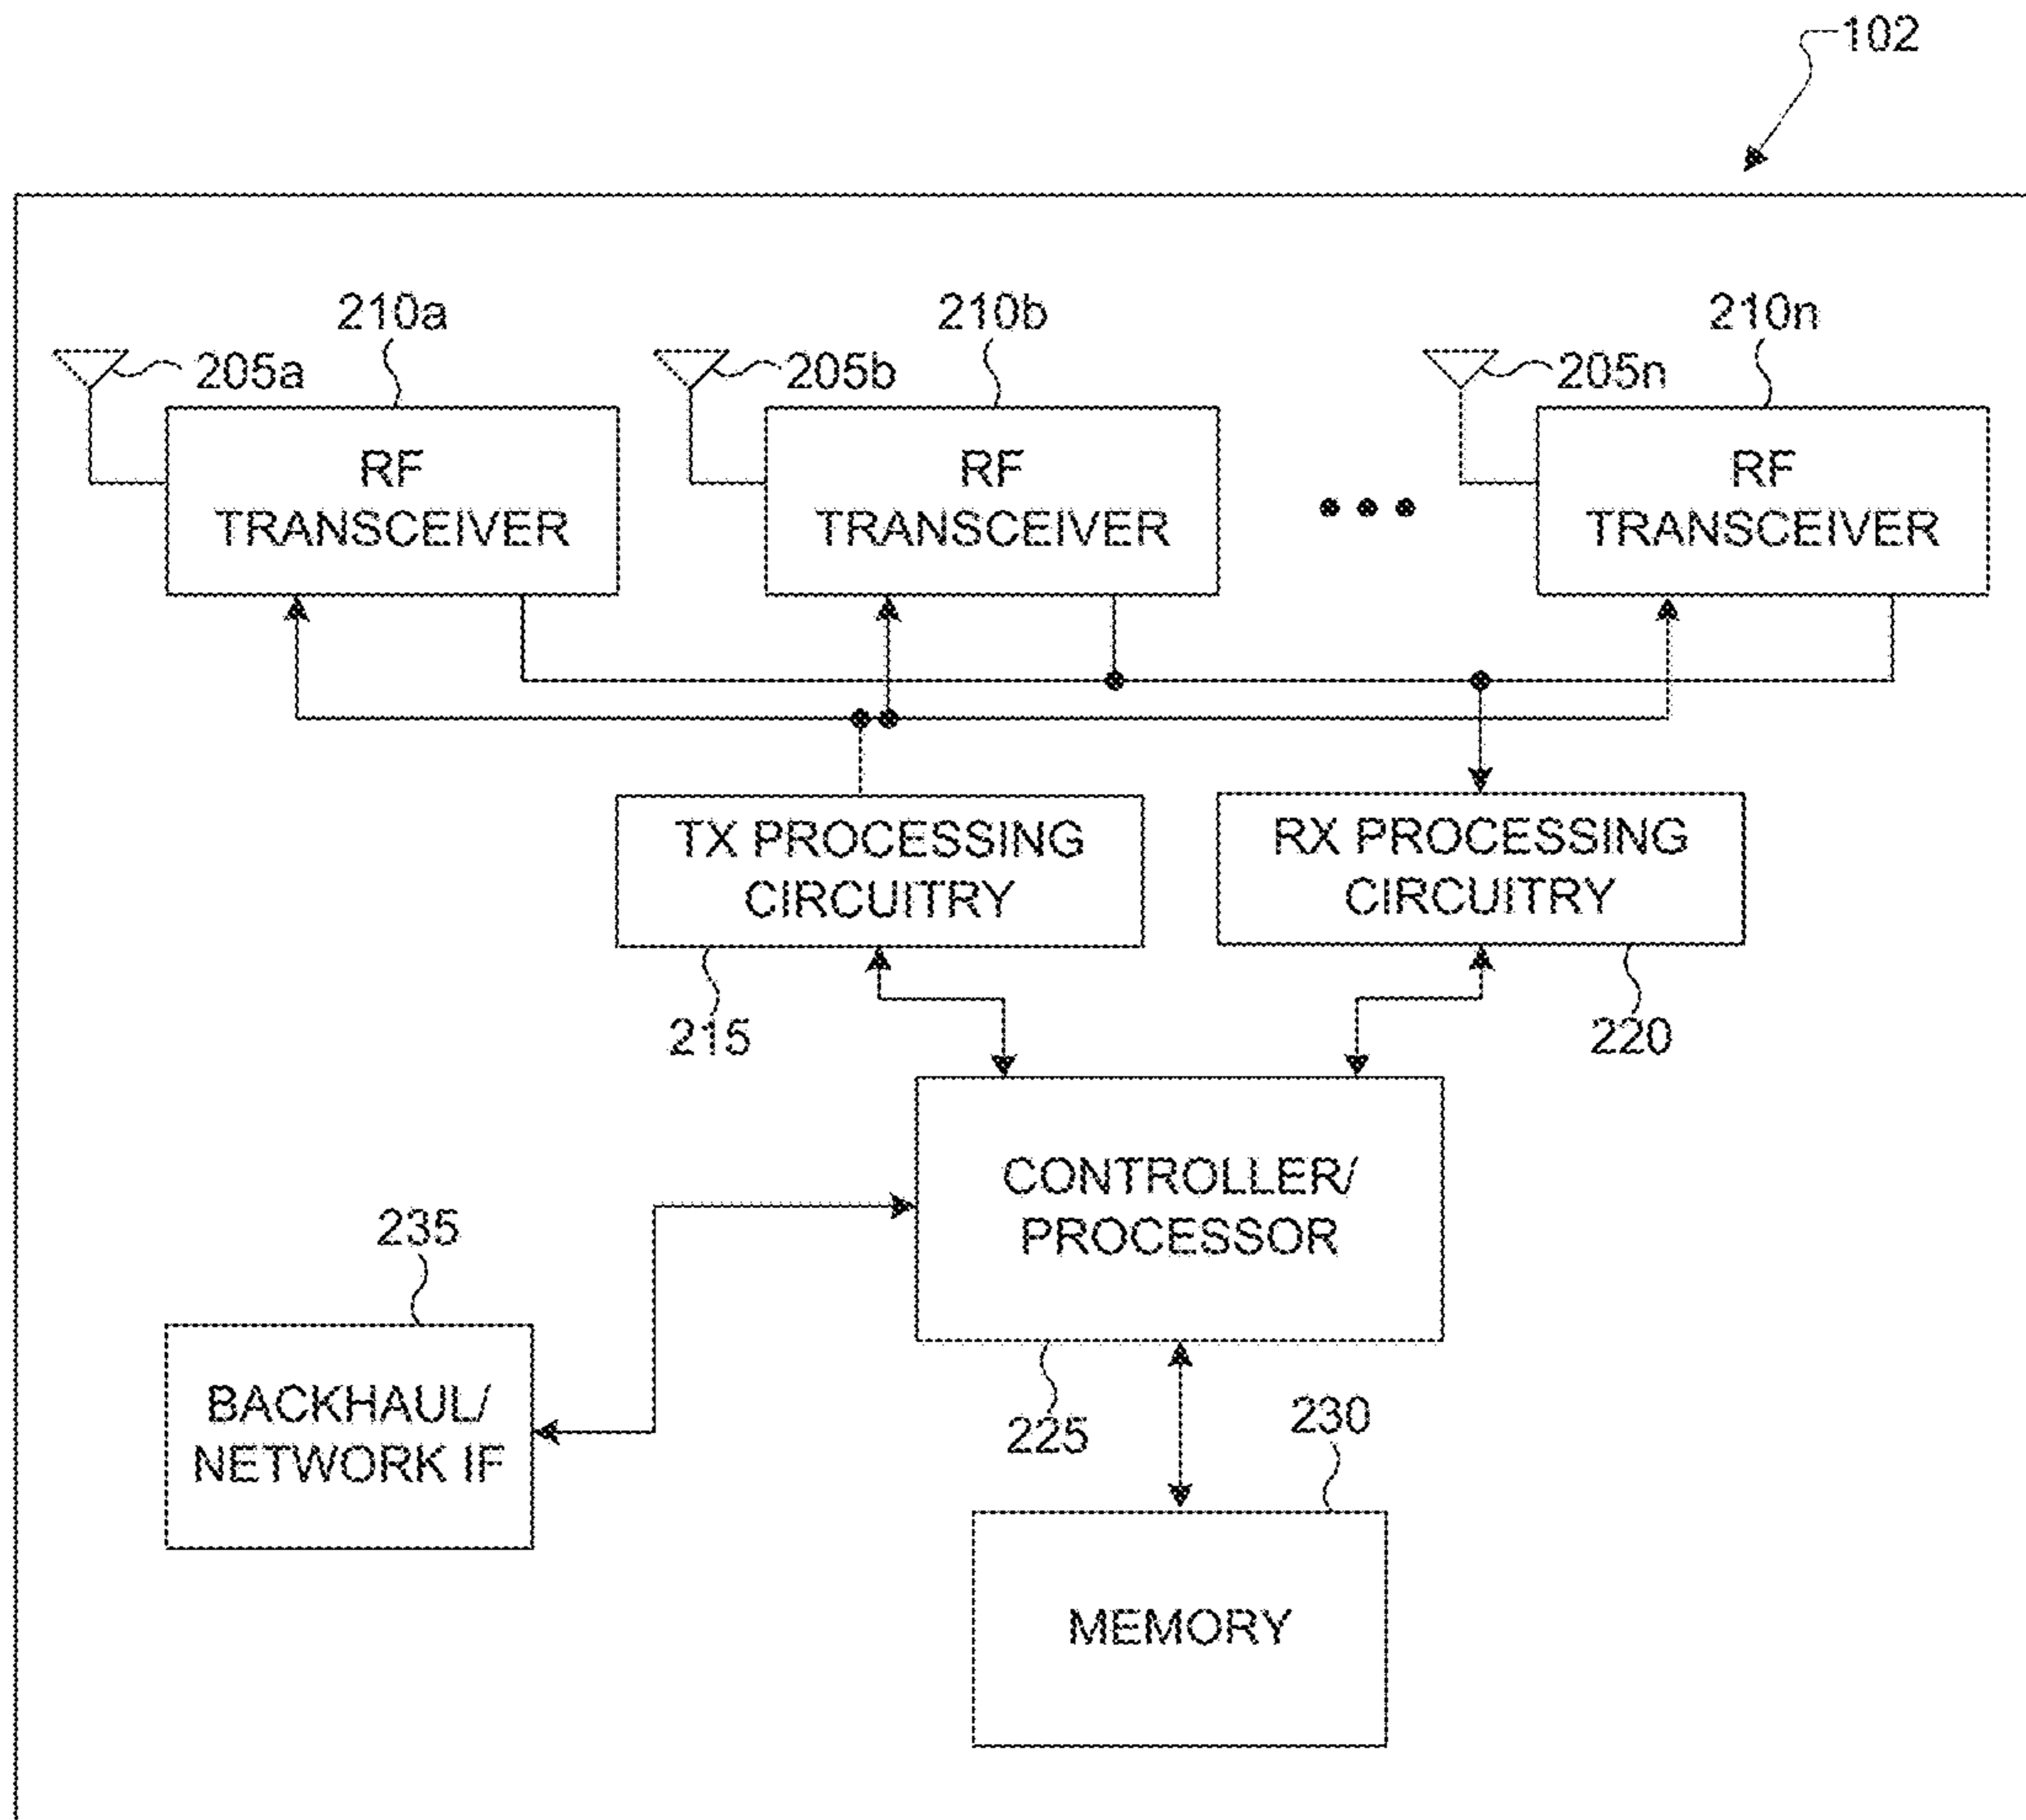 102
210a
210b
210n
205a
205b
205n
RF
TRANSCEIVER
RF
TRANSCEIVER
RF
TRANSCEIVER
TX PROCESSING
CIRCUITRY
RX PROCESSING
CIRCUITRY
215
220
CONTROLLER/
PROCESSOR
235
BACKHAUL/
NETWORK IF
225
230
MEMORY